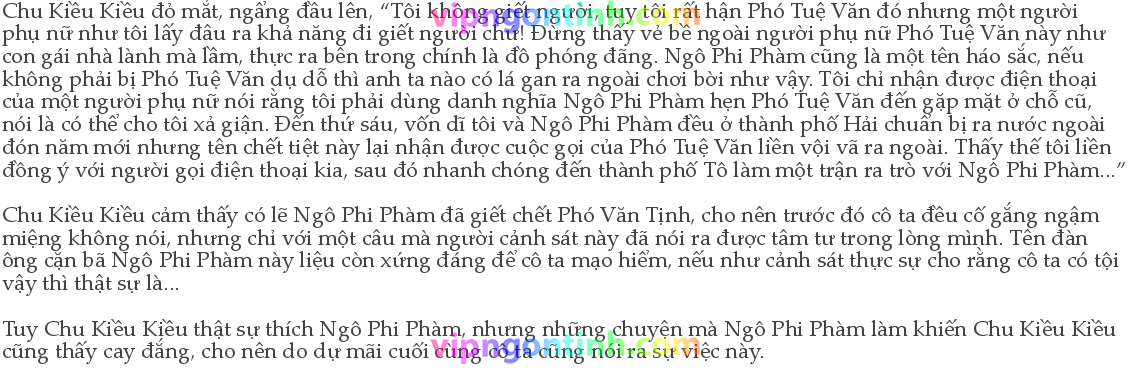 Chu Kiều Kiều đỏ mắt, ngẩng đầu lên, “Tôi không giết người, tuy tôi rất hận Phó Tuệ Văn đó nhưng một người
phụ nữ như tôi lấy đâu ra khả năng đi giết người chứ! Đừng thấy vẻ bề ngoài người phụ nữ Phó Tuệ Văn này như
con gái nhà lành mà lầm, thực ra bên trong chính là đồ phóng đãng. Ngô Phi Phàm cũng là một tên háo sắc, nếu
không phải bị Phó Tuệ Văn dụ dỗ thì anh ta nào có lá gan ra ngoài chơi bời như vậy. Tôi chỉ nhận được điện thoại
của một người phụ nữ nói rằng tôi phải dùng danh nghĩa Ngô Phi Phàm hẹn Phó Tuệ Văn đến gặp mặt ở chỗ cũ,
nói là có thể cho tôi xả giận. Đến thứ sáu, vốn dĩ tôi và Ngô Phi Phàm đều ở thành phố Hải chuẩn bị ra nước ngoài
đón năm mới nhưng tên chết tiệt này lại nhận được cuộc gọi của Phó Tuệ Văn liền vội vã ra ngoài. Thấy thế tôi liền
đồng ý với người gọi điện thoại kia, sau đó nhanh chóng đến thành phố Tô làm một trận ra trò với Ngô Phi Phàm...”
Chu Kiều Kiều cảm thấy có lẽ Ngô Phi Phàm đã giết chết Phó Văn Tịnh, cho nên trước đó cô ta đều cố gắng ngậm
miệng không nói, nhưng chỉ với một câu mà người cảnh sát này đã nói ra được tâm tư trong lòng mình. Tên đàn
ông cặn bã Ngô Phi Phàm này liệu còn xứng đáng để cô ta mạo hiểm, nếu như cảnh sát thực sự cho rằng cô ta có tội
vậy thì thật sự là...
Tuy Chu Kiều Kiều thật sự thích Ngô Phi Phàm, nhưng những chuyện mà Ngô Phi Phàm làm khiến Chu Kiều Kiều
cũng thấy cay đắng, cho nên do dự mãi cuối cùng cô ta cũng nói ra sự việc này.
vipngontinh.com
vipngontinh.com